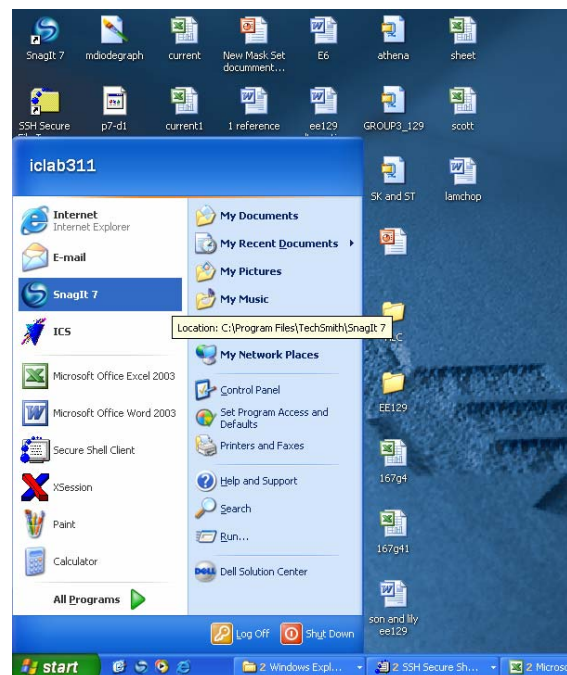 SnagIt 7
mdiodegraph
current
New Mask Set
documment...
E6
athena
sheet
SSH Secure
p7-d1
current1
1 reference
ee129
GROUP3_129
scott
iclab311
SK and ST
lamchop
Internet
Internet Explorer
E-mail
SnagIt 7
ICS
Microsoft Office Excel 2003
Microsoft Office Word 2003
Secure Shell Client
XSession
Paint
Calculator
All Programs
My Documents
My Recent Documents
My Pictures
My Music
Location: C:\Program Files\TechSmith\SnagIt 7
My Network Places
Control Panel
Set Program Access and
Defaults
Printers and Faxes
Help and Support
Search
Run...
DELL Dell Solution Center
EE129
167g4
167g41
son and lily
ee129
Log Off
Shut Down
start
2 Windows Expl...
2 SSH Secure Sh...
2 Microso